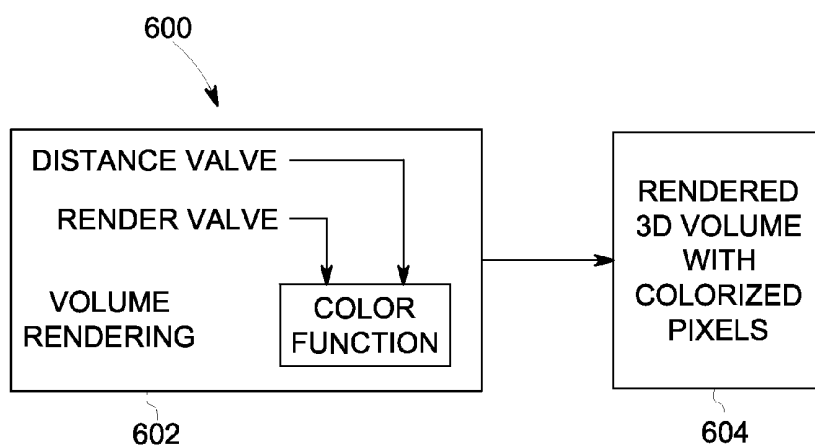 600
DISTANCE VALVE
RENDER VALVE
VOLUME
RENDERING
COLOR
FUNCTION
602
RENDERED
3D VOLUME
WITH
COLORIZED
PIXELS
604